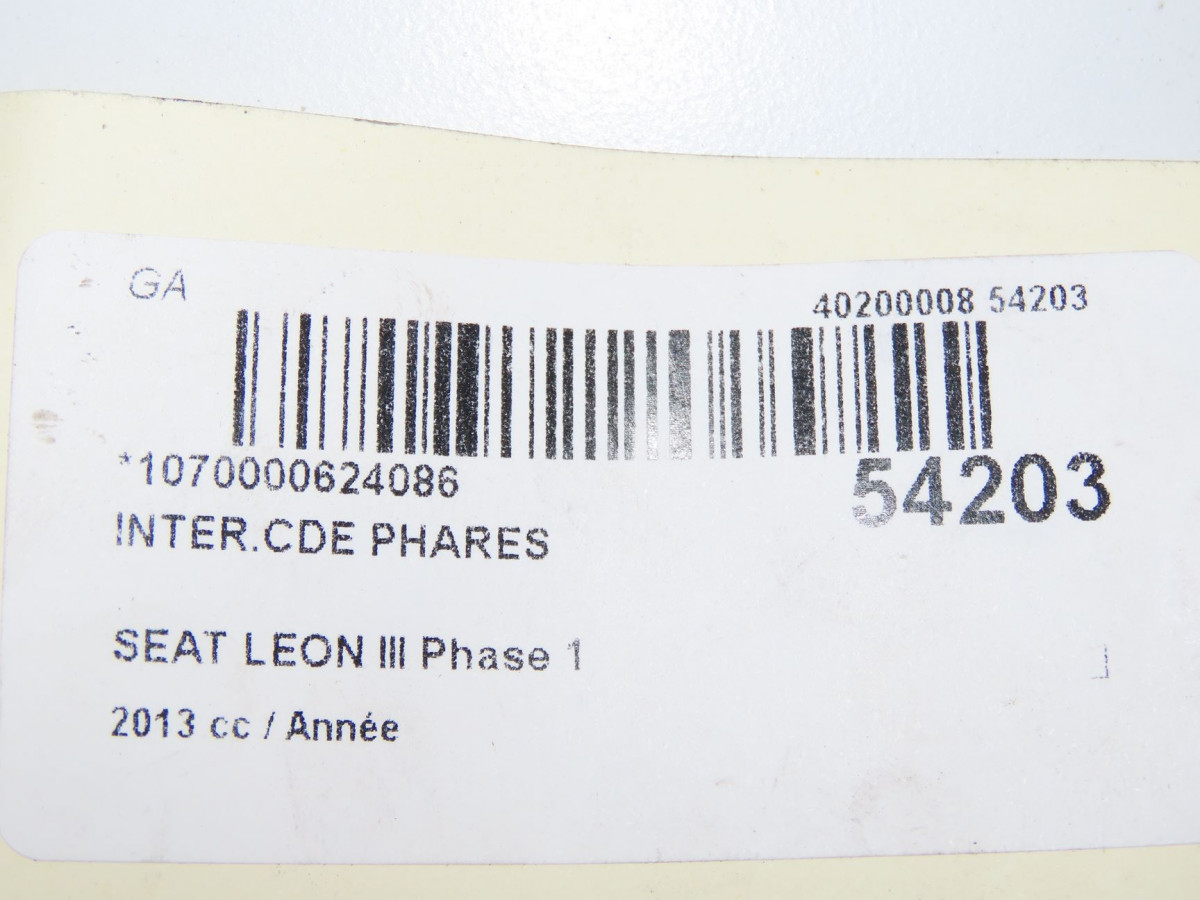 GA
40200008 54203
*1070000624086
54203
INTER.CDE PHARES
SEAT LEON III Phase 1
2013 cc / Année